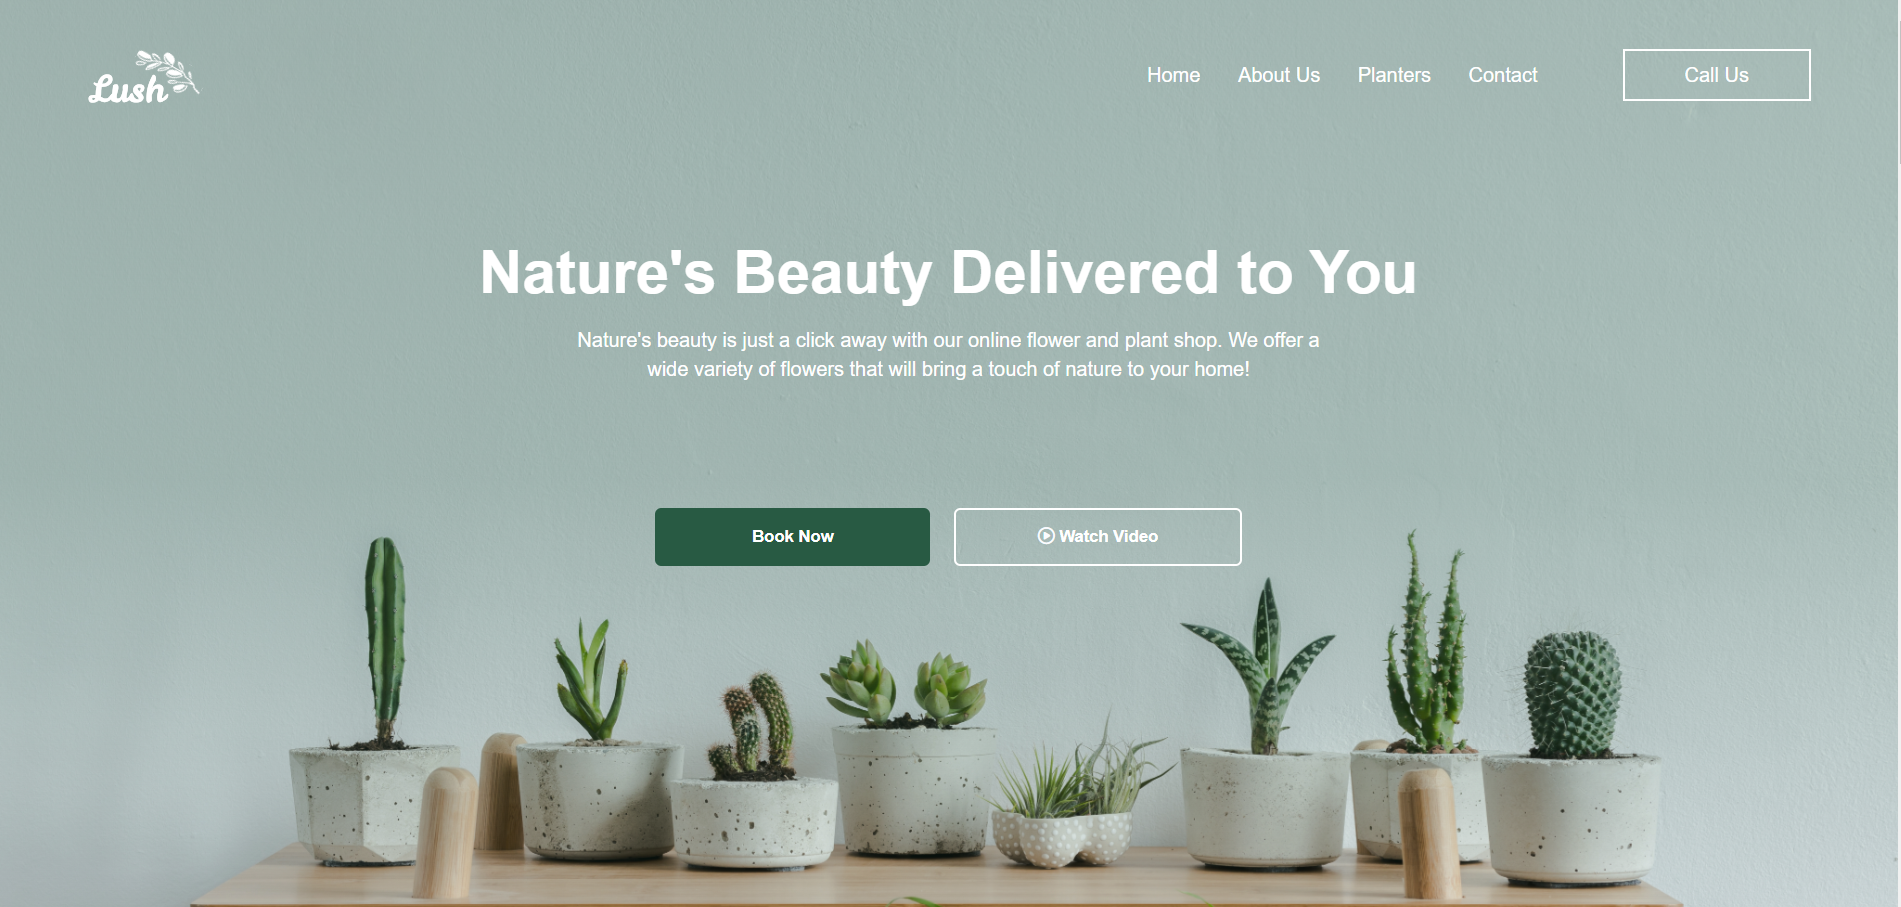 Lush
Home About Us Planters Contact Call Us
Nature's Beauty Delivered to You
Nature's beauty is just a click away with our online flower and plant shop. We offer a
wide variety of flowers that will bring a touch of nature to your home!
Book Now Watch Video